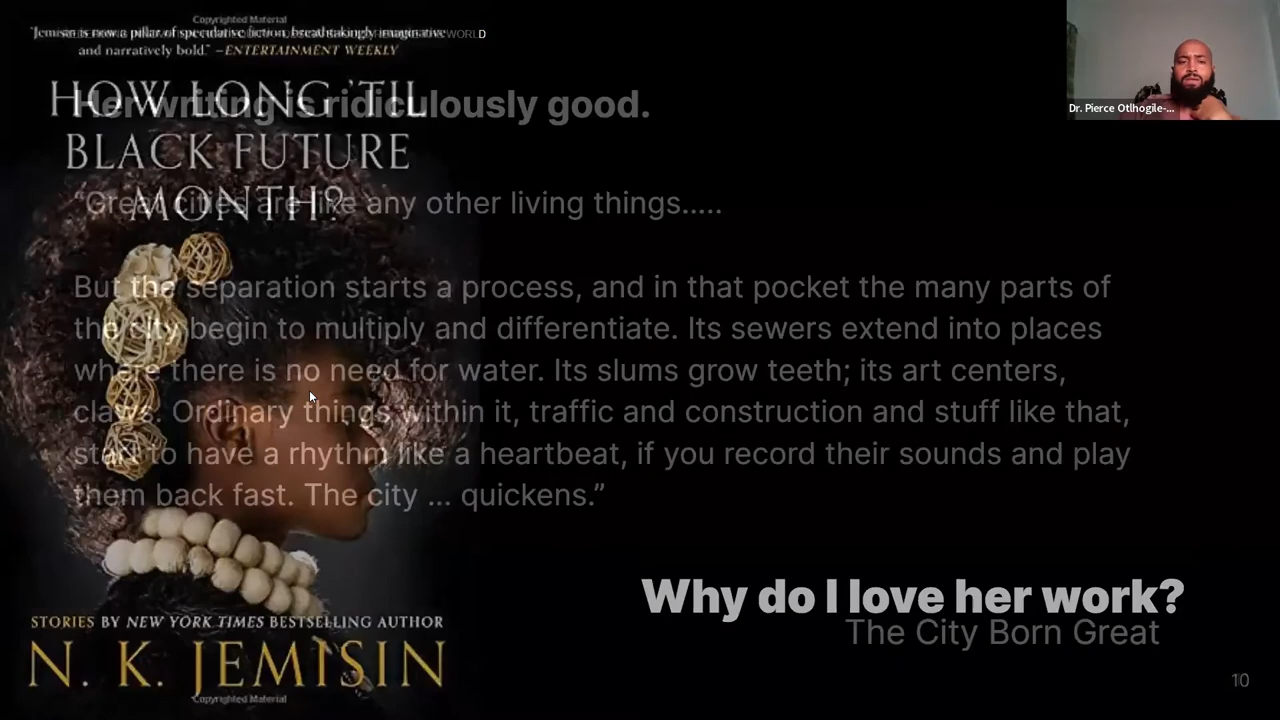 Copyrighted Material
"Jemisin is now a pillar of speculative fiction, breathtakingly imaginative
and narratively bold." —ENTERTAINMENT WEEKLY
WORLD
HOW LONG 'TIL
BLACK FUTURE
MONTH?
Her writing is ridiculously good.
"Great cities are like any other living things.....
But the separation starts a process, and in that pocket the many parts of
the city begin to multiply and differentiate. Its sewers extend into places
where there is no need for water. Its slums grow teeth; its art centers,
claws. Ordinary things within it, traffic and construction and stuff like that,
start to have a rhythm like a heartbeat, if you record their sounds and play
them back fast. The city ... quickens."
Why do I love her work?
The City Born Great
STORIES BY NEW YORK TIMES BESTSELLING AUTHOR
N. K. JEMISIN
Copyrighted Material
10
Dr. Pierce Otlhogile-...